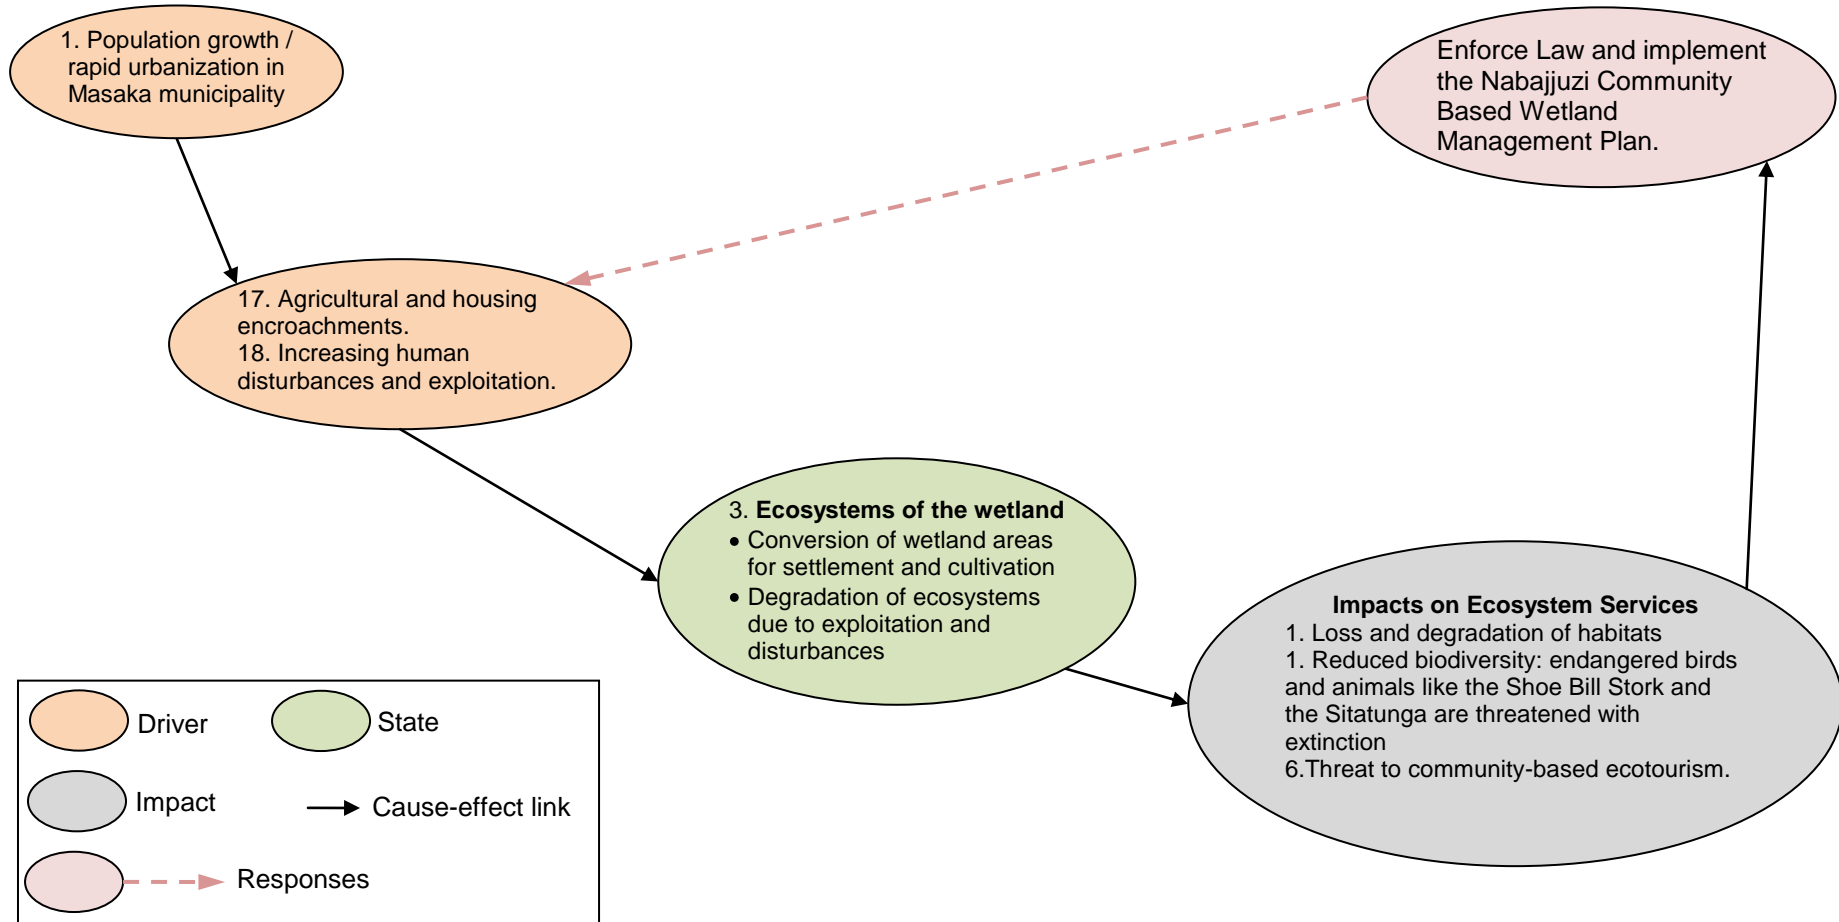 1. Population growth /
rapid urbanization in
Masaka municipality
Enforce Law and implement
the Nabajjuzi Community
Based Wetland
Management Plan.
17. Agricultural and housing
encroachments.
18. Increasing human
disturbances and exploitation.
3. Ecosystems of the wetland
• Conversion of wetland areas
for settlement and cultivation
• Degradation of ecosystems
due to exploitation and
disturbances
Impacts on Ecosystem Services
1. Loss and degradation of habitats
1. Reduced biodiversity: endangered birds
and animals like the Shoe Bill Stork and
the Sitatunga are threatened with
extinction
6.Threat to community-based ecotourism.
Driver
State
Impact
Cause-effect link
Responses